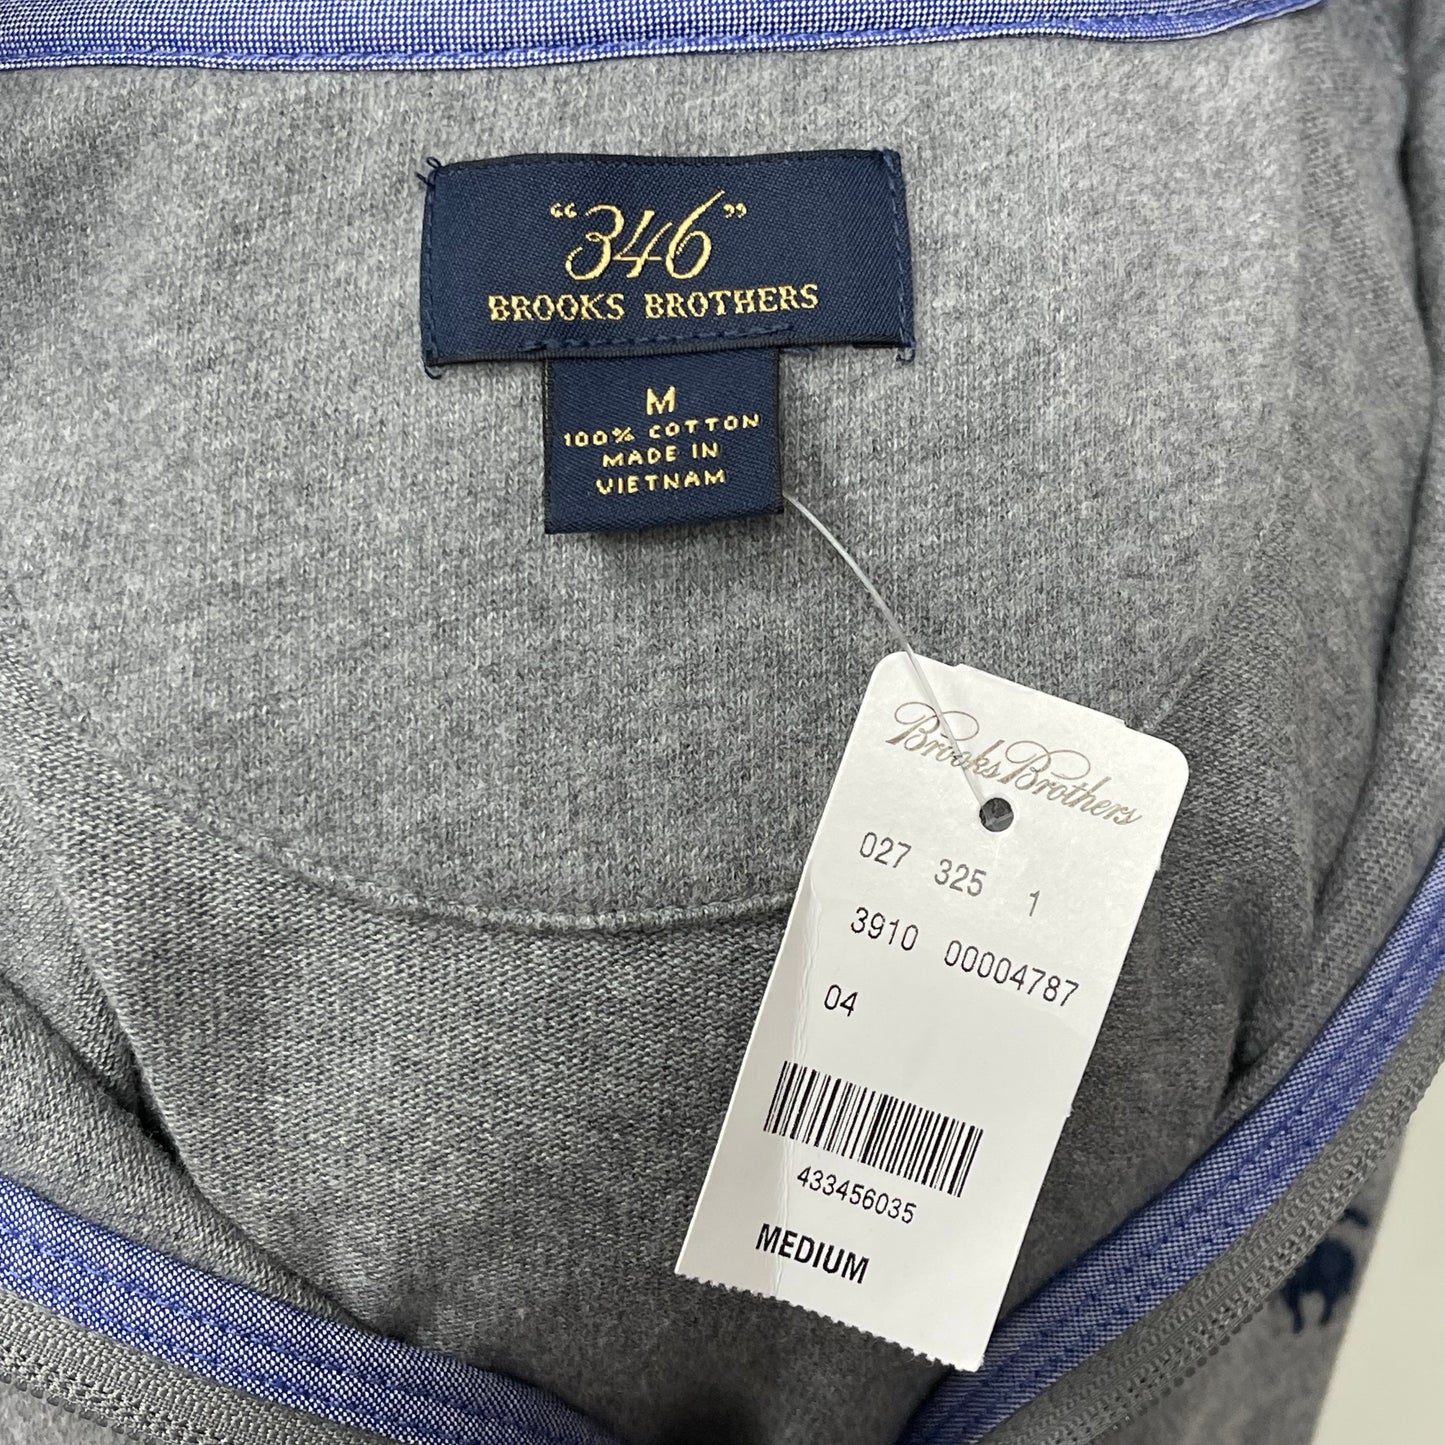 “346”
BROOKS BROTHERS
M
100% COTTON
MADE IN
VIETNAM
Brooks Brothers
027 325 1
3910 00004787
04
433456035
MEDIUM